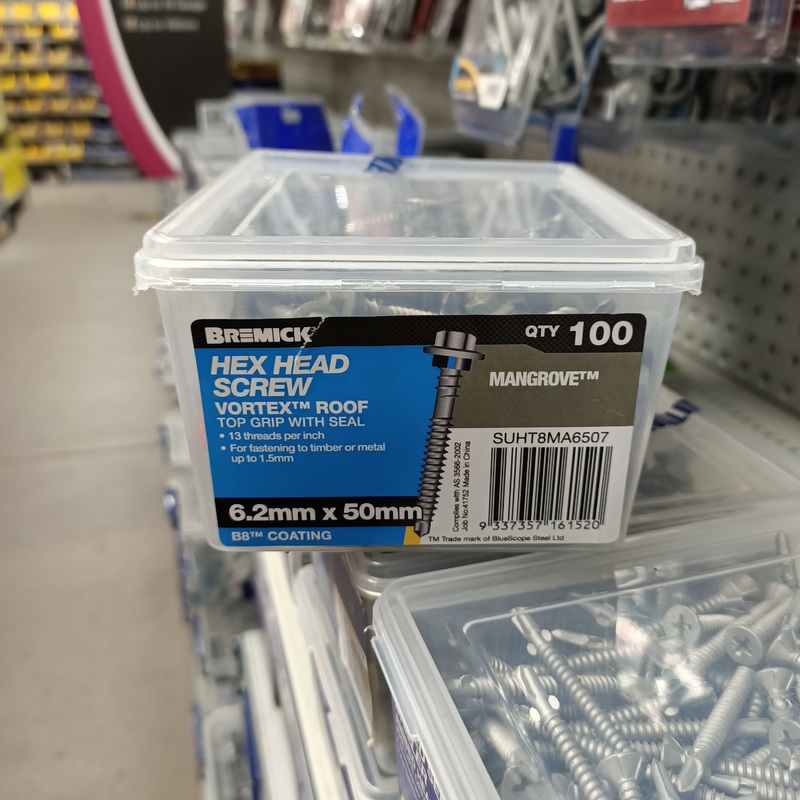 BREMICK
QTY 100
HEX HEAD
SCREW
VORTEX™ ROOF
TOP GRIP WITH SEAL
• 13 threads per inch
• For fastening to timber or metal
up to 1.5mm
6.2mm x 50mm
B8™ COATING
MANGROVE™
SUHT8MA6507
Complies with AS 3566-2002
Job No:41752 Made in China
9 337357 161520
TM Trade mark of BlueScope Steel Ltd